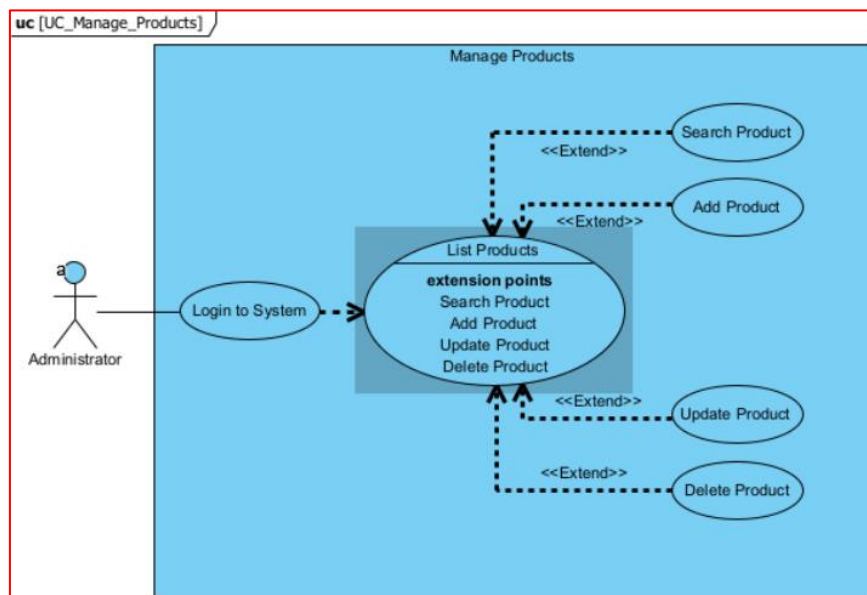 uc [UC_Manage_Products]
Manage Products
Search Product
<<Extend>>
Add Product
<<Extend>>
List Products
extension points
Search Product
Add Product
Update Product
Delete Product
a
Administrator
Login to System
<<Extend>>
Update Product
<<Extend>>
Delete Product